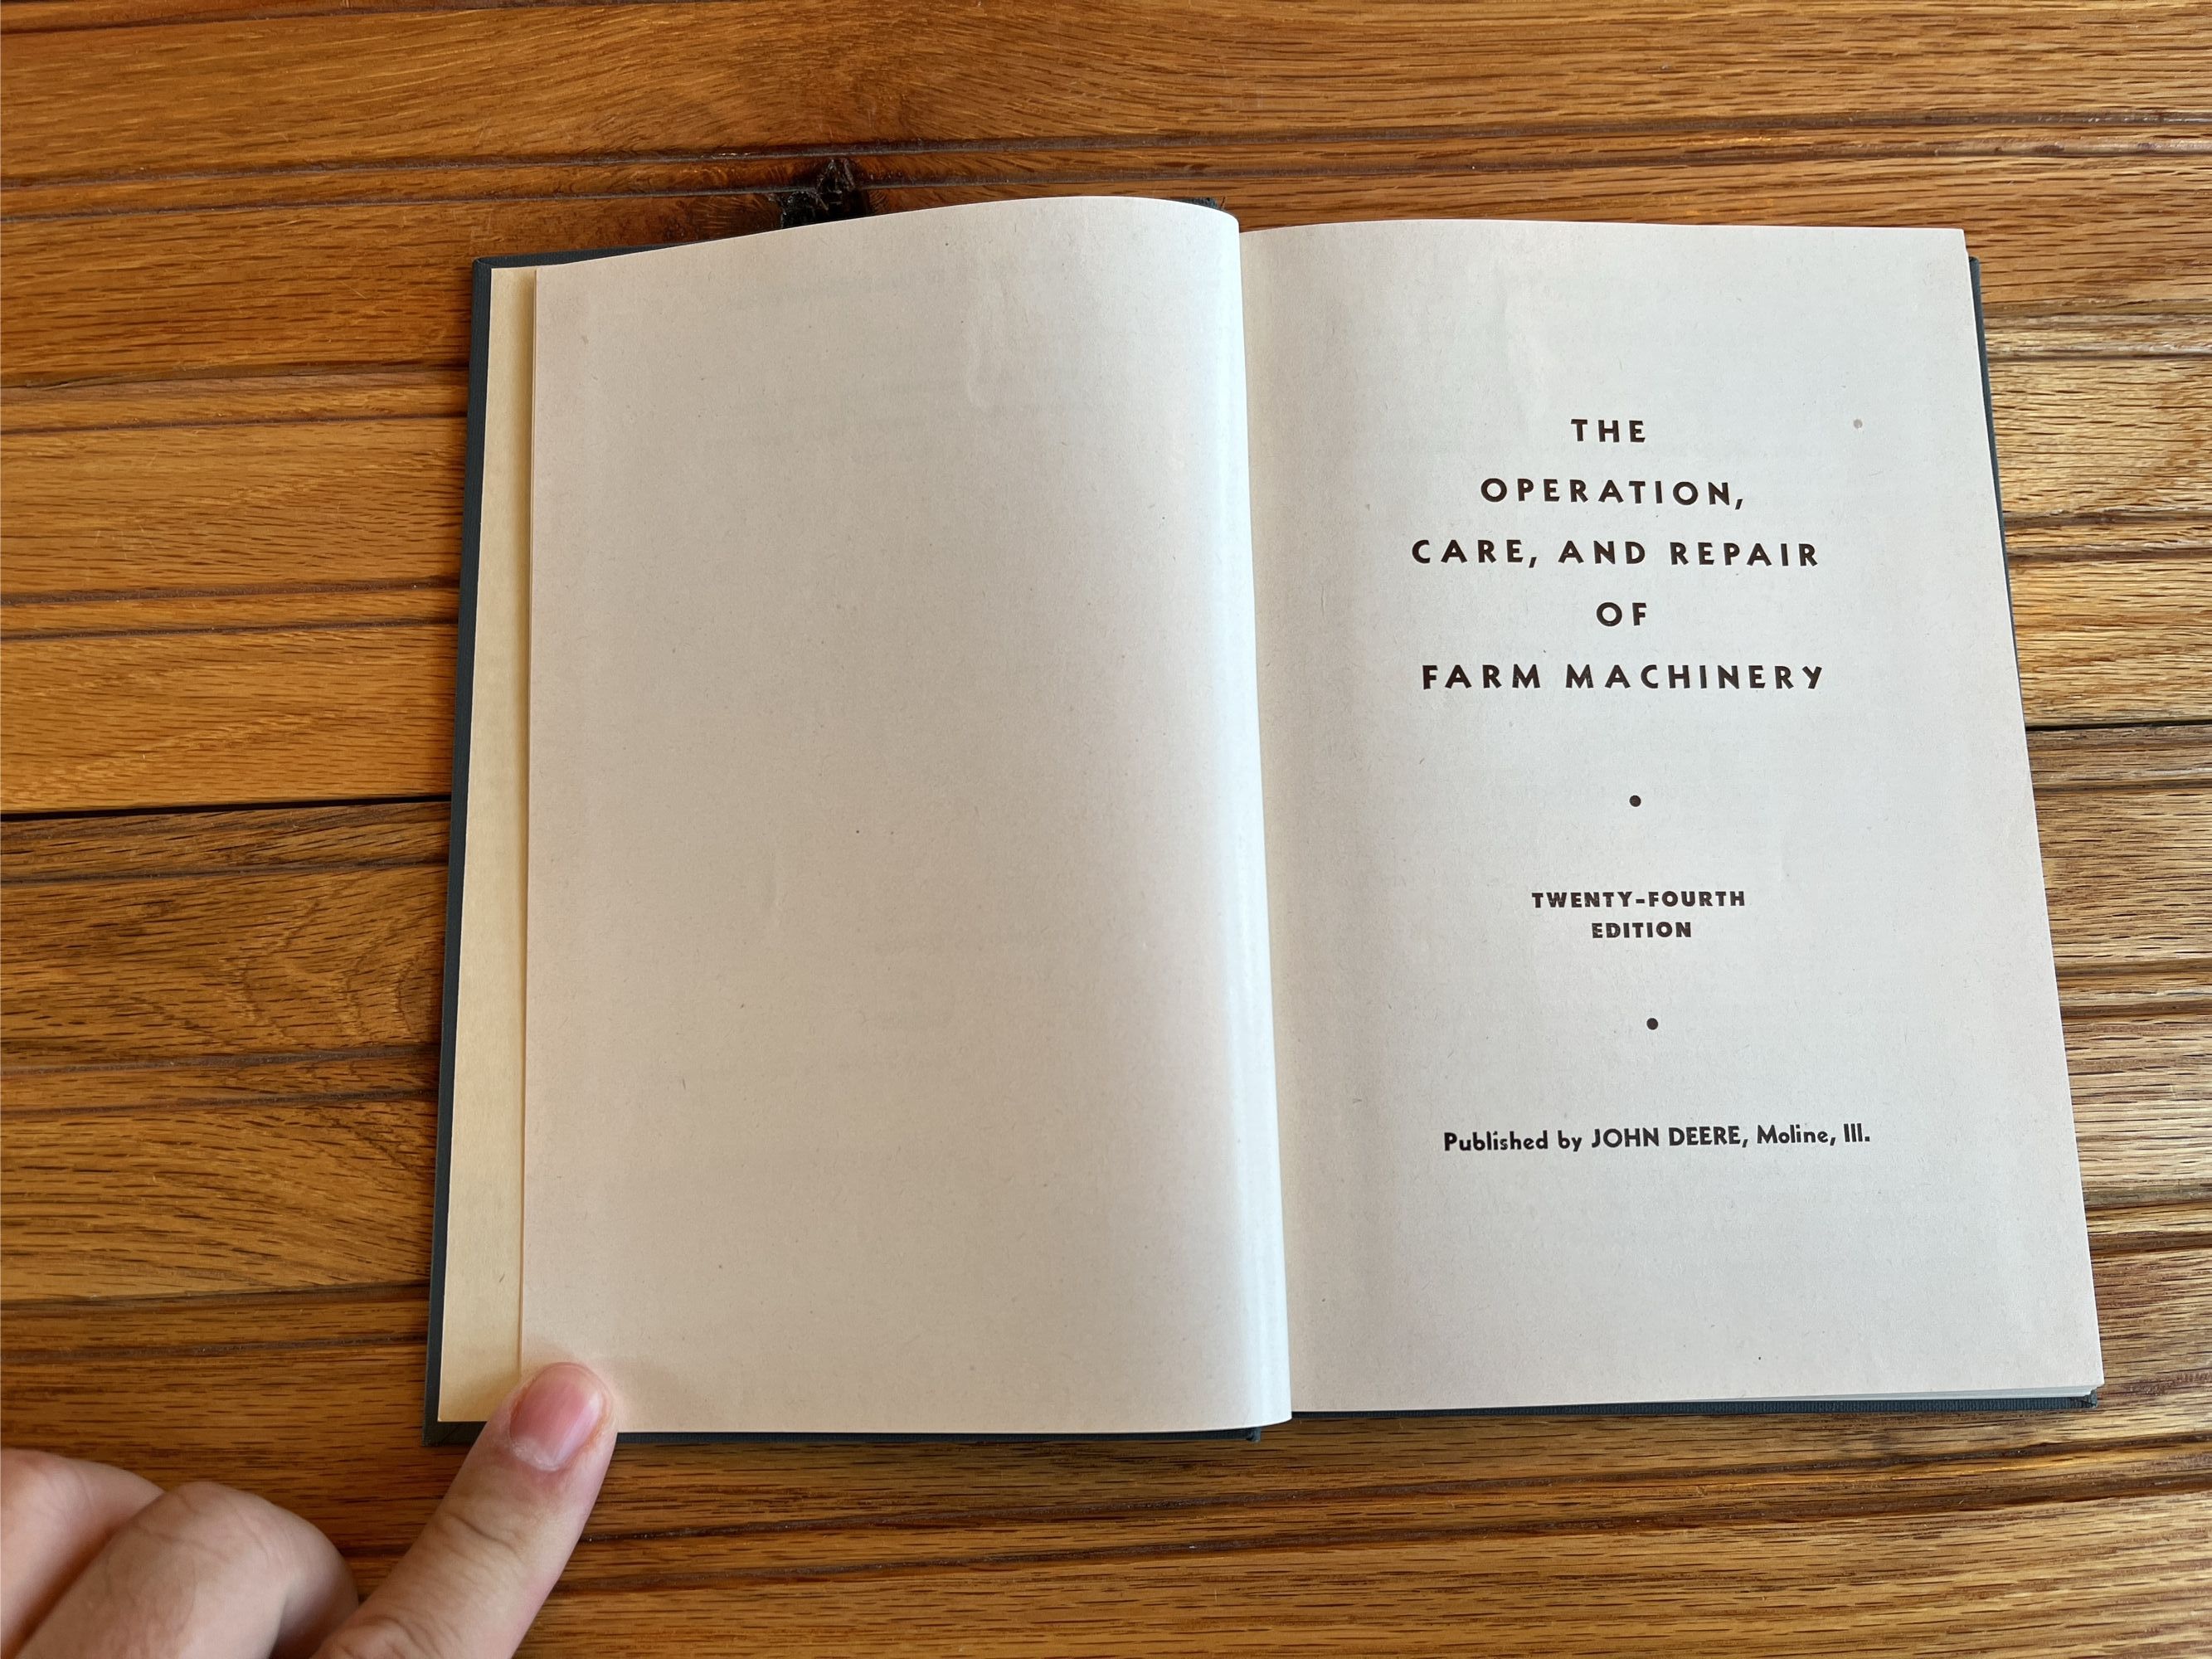 THE
OPERATION,
CARE, AND REPAIR
OF
FARM MACHINERY
•
TWENTY-FOURTH
EDITION
•
Published by JOHN DEERE, Moline, Ill.